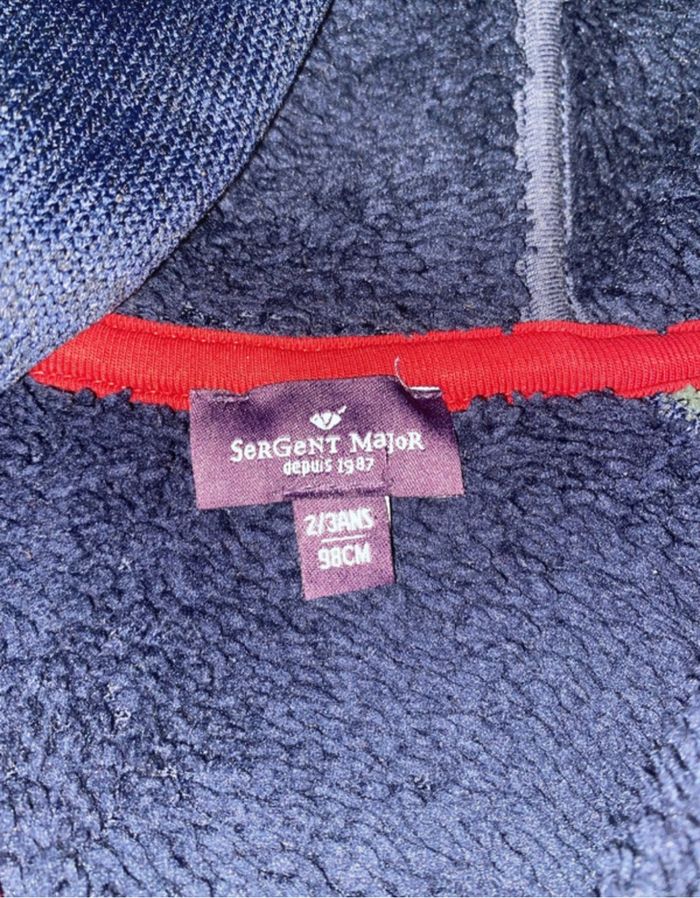 SerGenT MaJoR
depuis 1987
2/3ANS
98CM